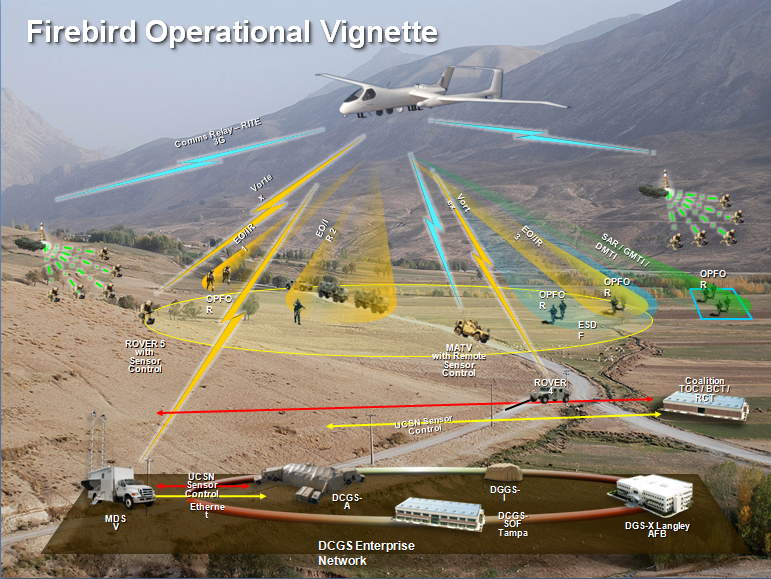 Firebird Operational Vignette
Comms Relay – RITE
3G
Vorte
x
EO/IR
1
EO/I
R 2
Vort
ex
EO/IR
3
SAR / GMTI /
DMTI
OPFO
R
OPFO
R
OPFO
R
OPFO
R
ESD
F
ROVER 5
with
Sensor
Control
MATV
with Remote
Sensor
Control
ROVER
4
Coalition
TOC / BCT /
RCT
UCSN Sensor
Control
UCSN
Sensor
Control
Etherne
t
MDS
V
DCGS-
A
DGGS-
DCGS-
SOF
Tampa
DGS-X Langley
AFB
DCGS Enterprise
Network